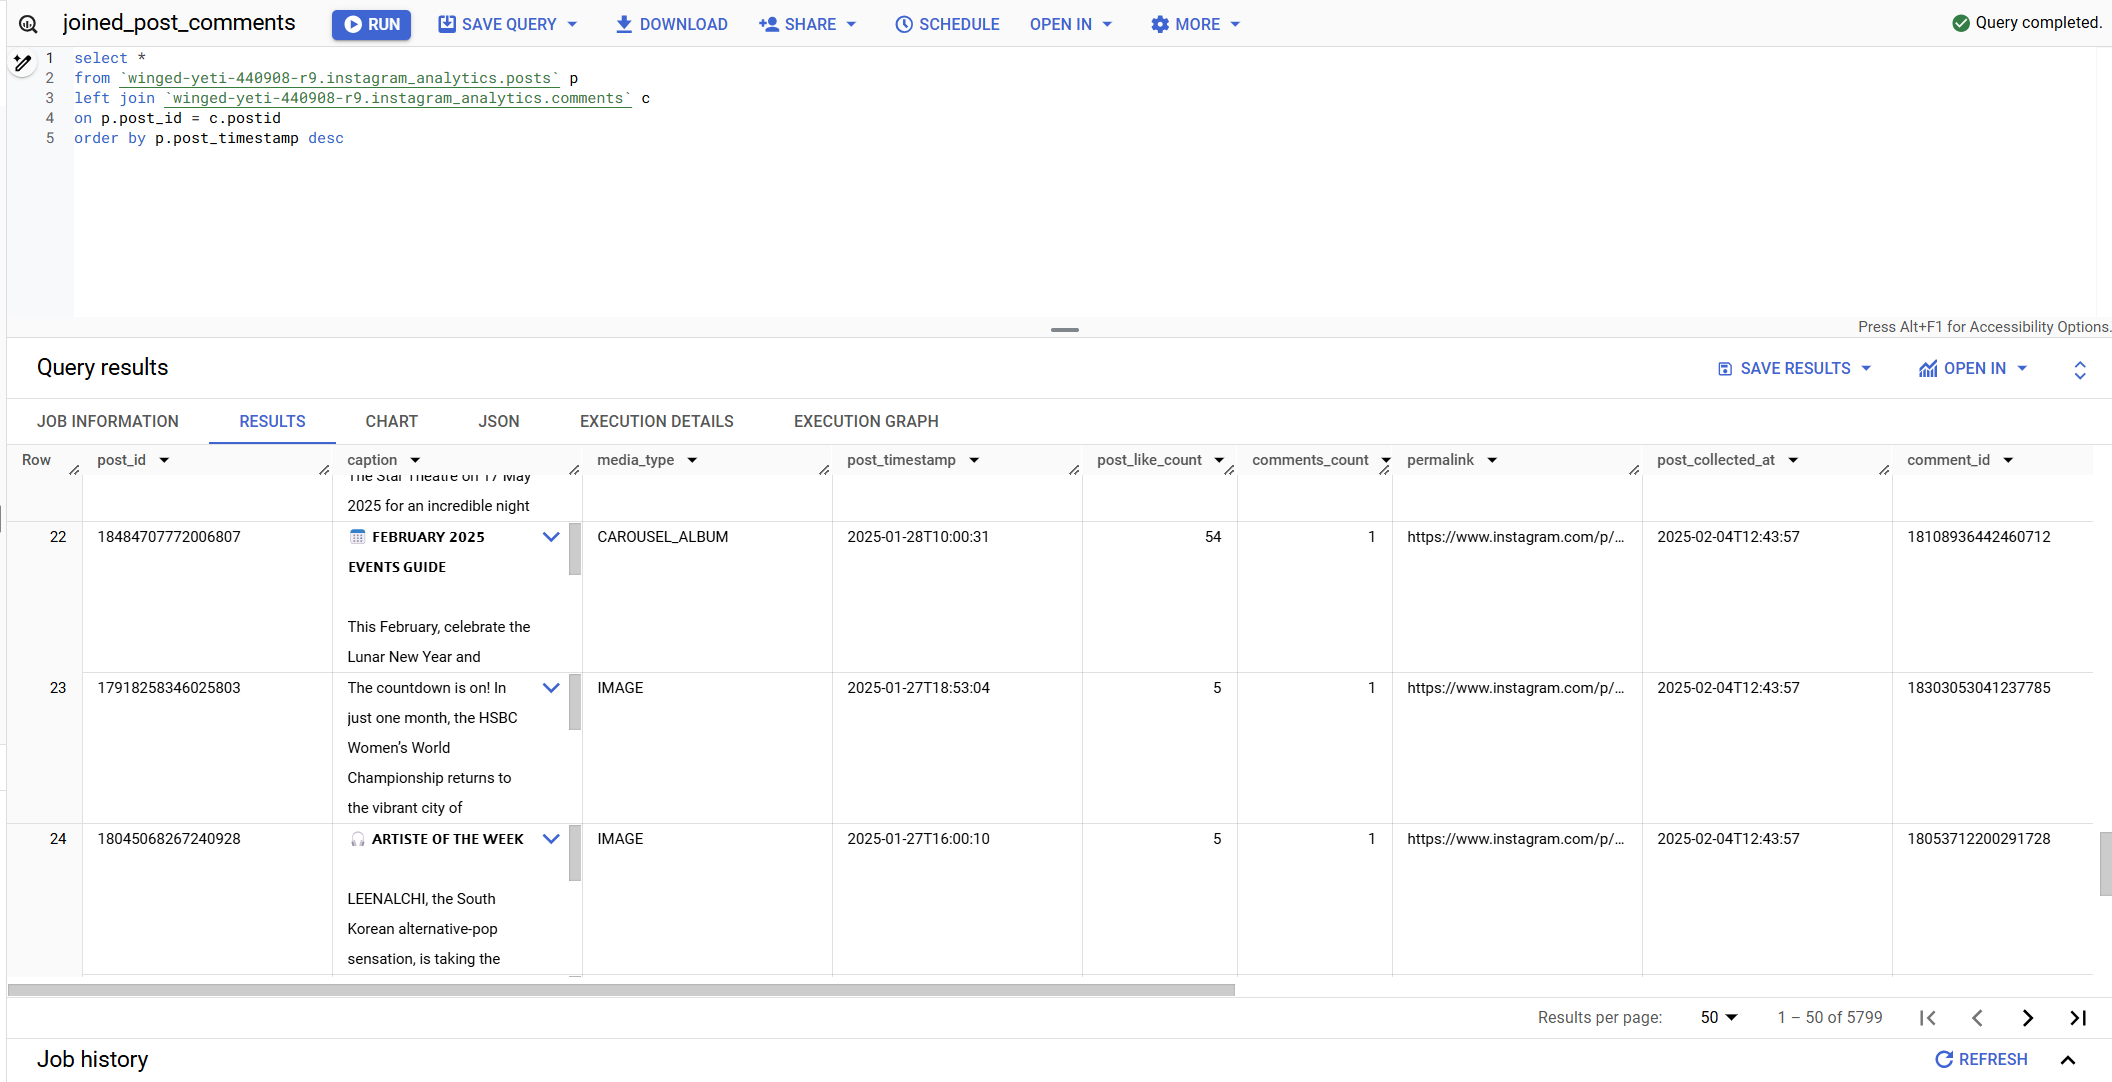 joined_post_comments RUN SAVE QUERY DOWNLOAD SHARE SCHEDULE OPEN IN MORE Query completed.
1 select *
2 from `winged-yeti-440908-r9.instagram_analytics.posts` p
3 left join `winged-yeti-440908-r9.instagram_analytics.comments` c
4 on p.post_id = c.postid
5 order by p.post_timestamp desc
Press Alt+F1 for Accessibility Options.
Query results SAVE RESULTS OPEN IN
JOB INFORMATION RESULTS CHART JSON EXECUTION DETAILS EXECUTION GRAPH
Row post_id caption media_type post_timestamp post_like_count comments_count permalink post_collected_at comment_id
The Star Theatre on 17 May
2025 for an incredible night
22 18484707772006807 📅 FEBRUARY 2025 CAROUSEL_ALBUM 2025-01-28T10:00:31 54 1 https://www.instagram.com/p/... 2025-02-04T12:43:57 18108936442460712
EVENTS GUIDE
This February, celebrate the
Lunar New Year and
23 17918258346025803 The countdown is on! In IMAGE 2025-01-27T18:53:04 5 1 https://www.instagram.com/p/... 2025-02-04T12:43:57 18303053041237785
just one month, the HSBC
Women’s World
Championship returns to
the vibrant city of
24 18045068267240928 🎧 ARTISTE OF THE WEEK IMAGE 2025-01-27T16:00:10 5 1 https://www.instagram.com/p/... 2025-02-04T12:43:57 18053712200291728
LEENALCHI, the South
Korean alternative-pop
sensation, is taking the
Results per page: 50 1 – 50 of 5799
Job history REFRESH